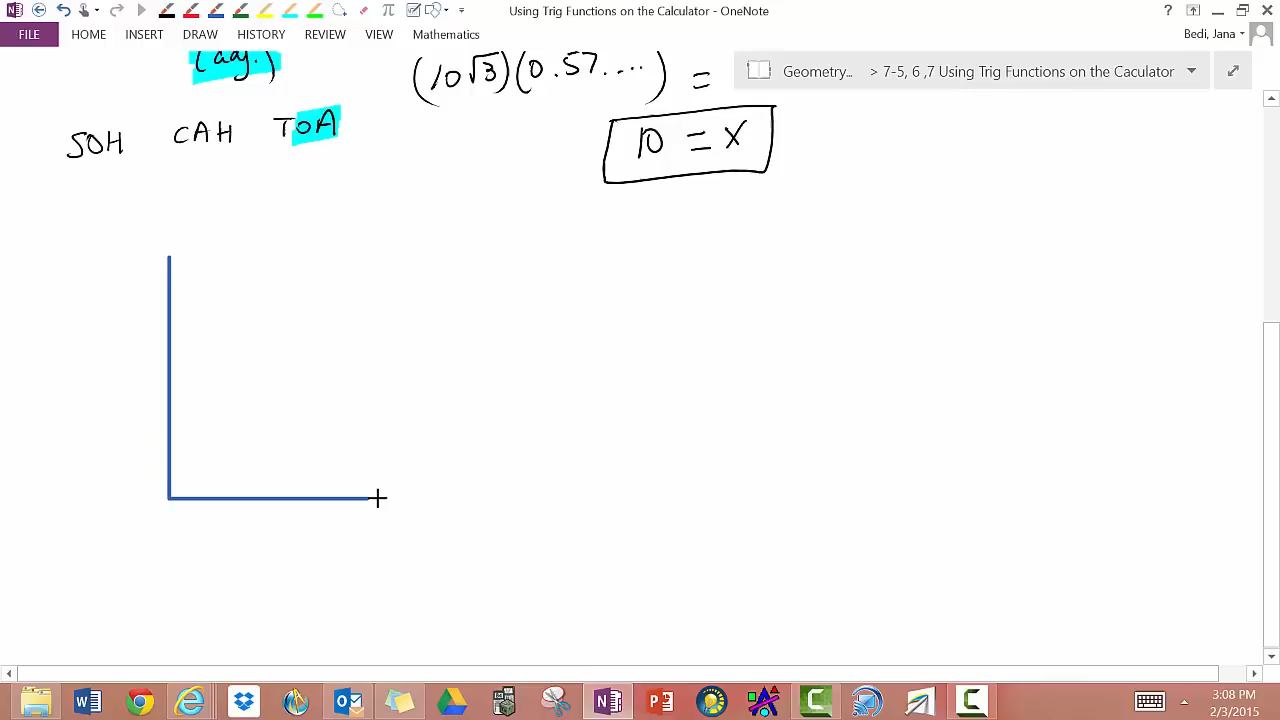 Using Trig Functions on the Calculator - OneNote
FILE HOME INSERT DRAW HISTORY REVIEW VIEW Mathematics Bedi, Jana
(adj.)
(10√3)(0.57....) =
Geometry... > 7-7, Using Trig Functions on the Caculator
SOH CAH TOA
10 = x
3:08 PM
2/3/2015